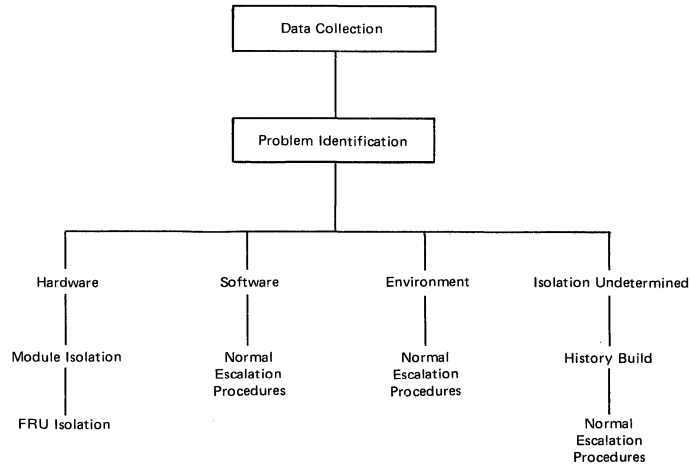 Data Collection
Problem Identification
Hardware
Software
Environment
Isolation Undetermined
Module Isolation
Normal
Escalation
Procedures
Normal
Escalation
Procedures
History Build
FRU Isolation
Normal
Escalation
Procedures